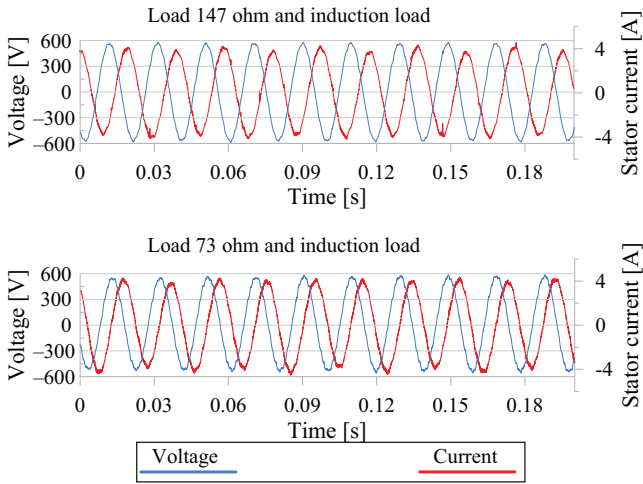 Load 147 ohm and induction load
Voltage [V]
600
300
0
–300
–600
4
0
–4
Stator current [A]
0 0.03 0.06 0.09 0.12 0.15 0.18
Time [s]
Load 73 ohm and induction load
Voltage [V]
600
300
0
–300
–600
4
0
–4
Stator current [A]
0 0.03 0.06 0.09 0.12 0.15 0.18
Time [s]
Voltage Current